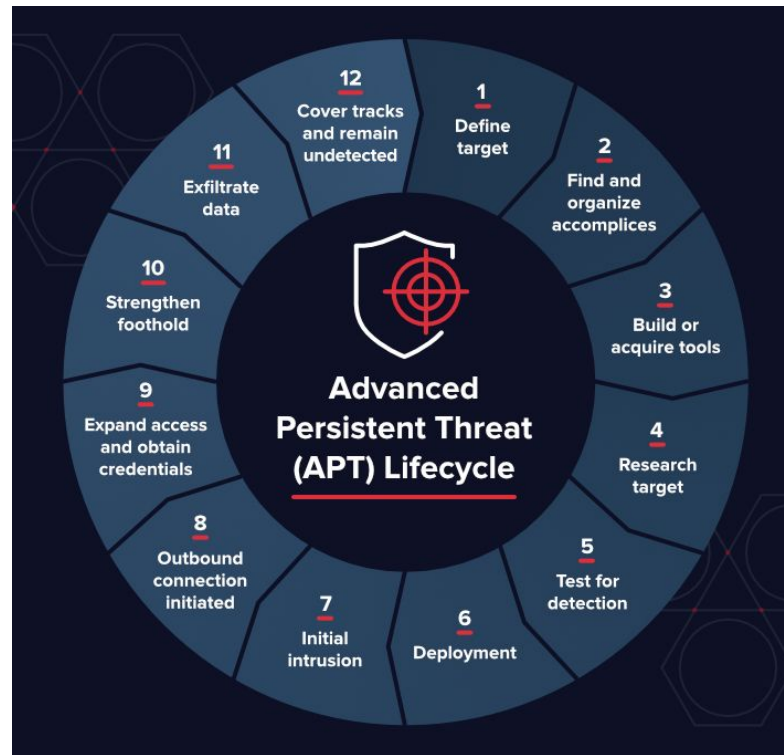 1
Define
target
2
Find and
organize
accomplices
3
Build or
acquire tools
4
Research
target
5
Test for
detection
6
Deployment
7
Initial
intrusion
8
Outbound
connection
initiated
9
Expand access
and obtain
credentials
10
Strengthen
foothold
11
Exfiltrate
data
12
Cover tracks
and remain
undetected
Advanced
Persistent Threat
(APT) Lifecycle